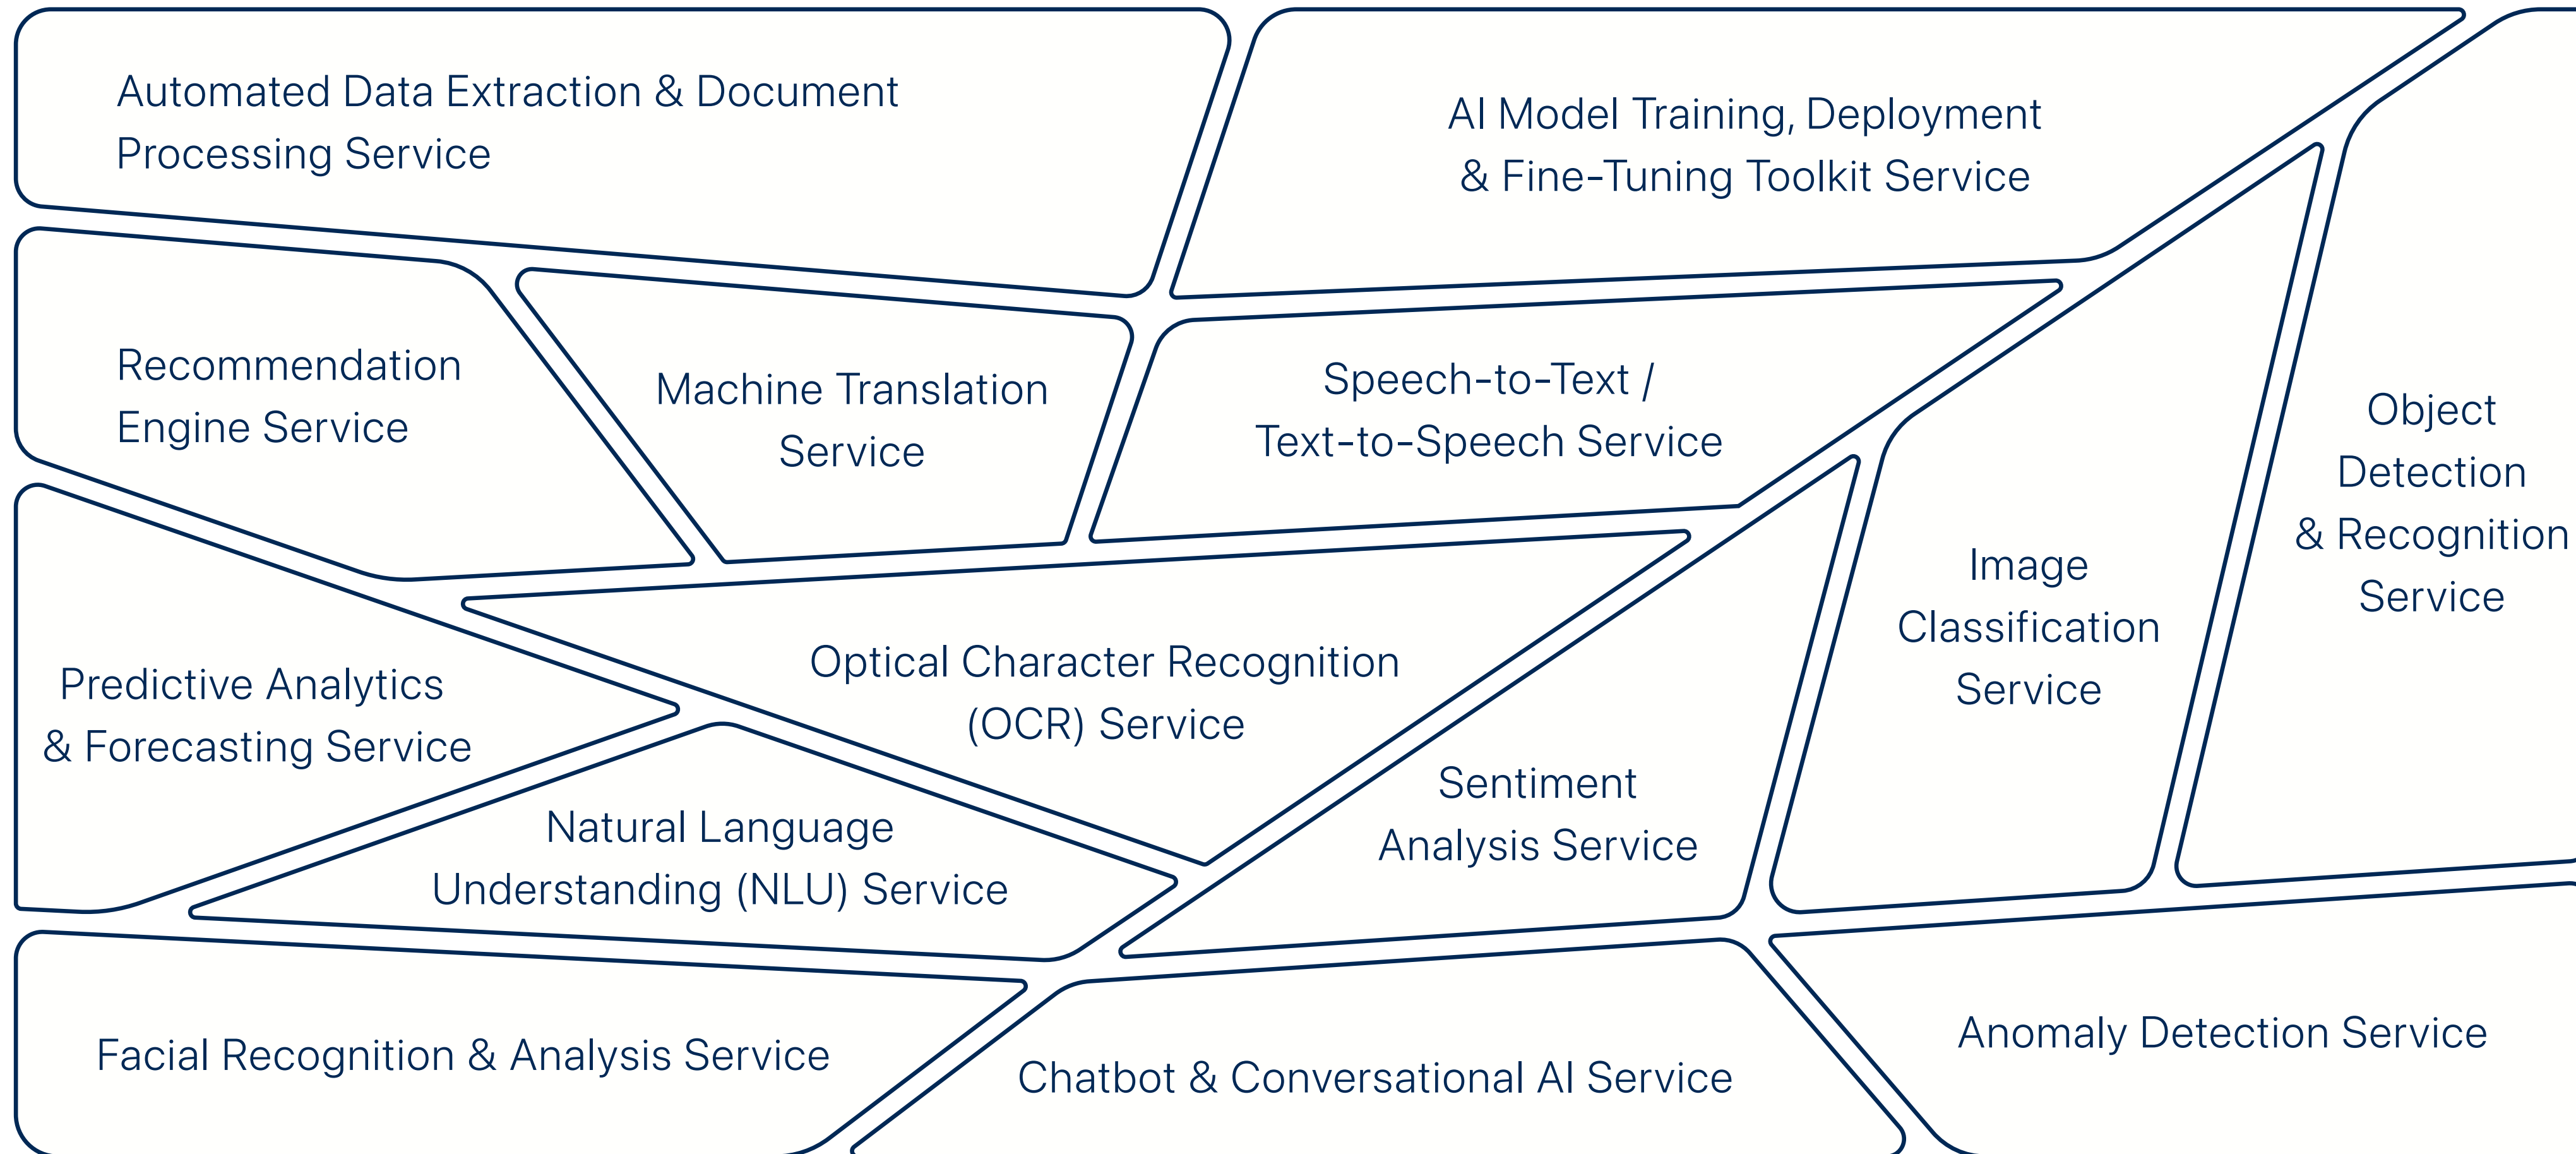 Automated Data Extraction & Document
Processing Service
AI Model Training, Deployment
& Fine-Tuning Toolkit Service
Recommendation
Engine Service
Machine Translation
Service
Speech-to-Text /
Text-to-Speech Service
Object
Detection
& Recognition
Service
Image
Classification
Service
Predictive Analytics
& Forecasting Service
Optical Character Recognition
(OCR) Service
Sentiment
Analysis Service
Natural Language
Understanding (NLU) Service
Facial Recognition & Analysis Service
Chatbot & Conversational AI Service
Anomaly Detection Service